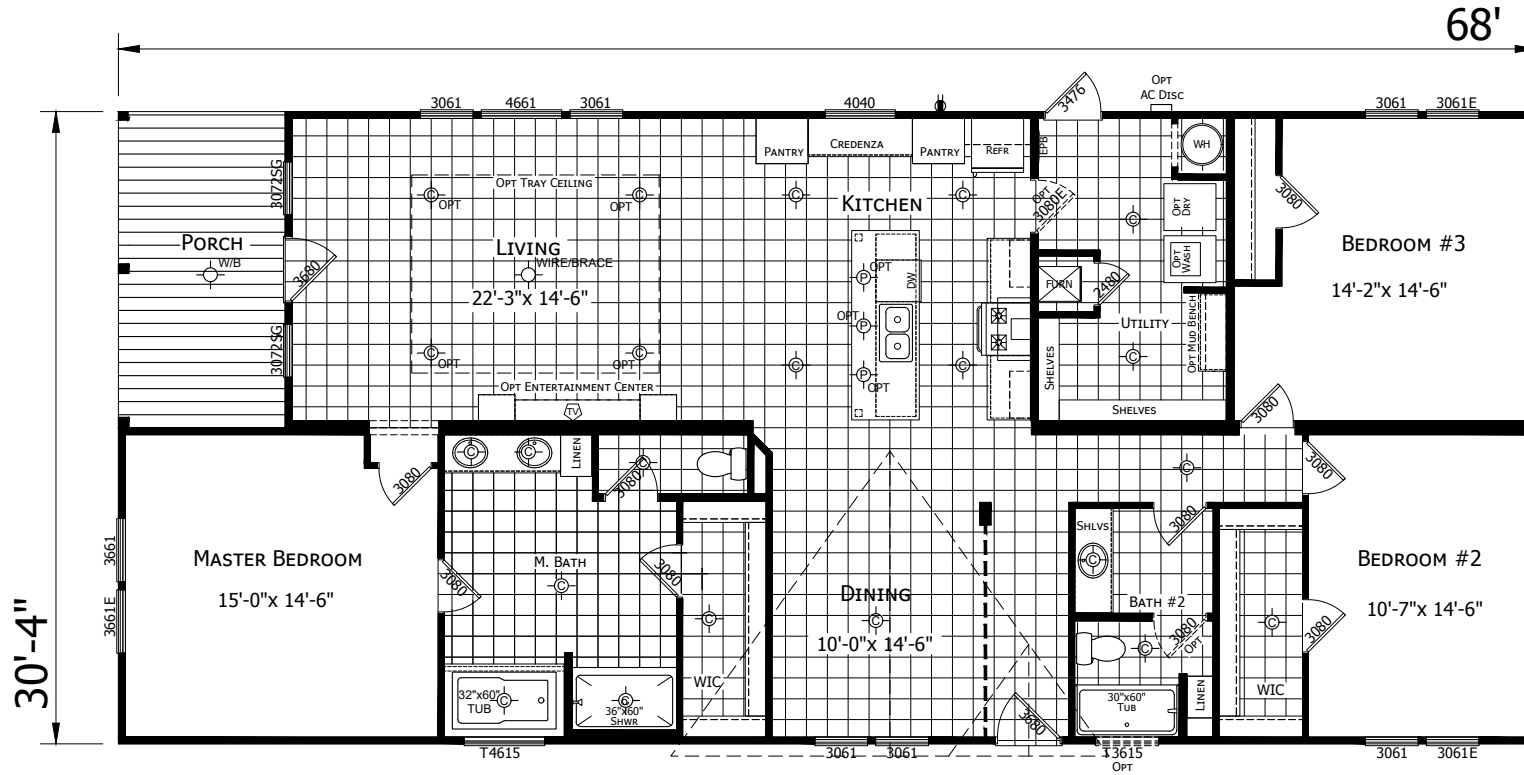 68'
30'-4"
3061
4661
3061
4040
3476
OPT
AC DISC
3061
3061E
PANTRY
CREDENZA
PANTRY
REFR
EPB
WH
3072SG
OPT TRAY CEILING
C
OPT
C
OPT
C
C
OPT
3080E
C
OPT
DRY
3080
KITCHEN
PORCH
W/B
LIVING
WIRE/BRACE
22'-3"x 14'-6"
3680
P
OPT
DW
OPT
WASH
BEDROOM #3
14'-2"x 14'-6"
FURN
2480
OPT
P
UTILITY
OPT MUD BENCH
3072SG
C
OPT
C
OPT
C
C
C
P
OPT
SHELVES
OPT ENTERTAINMENT CENTER
TV
SHELVES
3080
C
C
LINEN
C
3080
3080
C
3080
3661
3661E
MASTER BEDROOM
15'-0"x 14'-6"
3080
M. BATH
C
3080
C
WIC
DINING
C
10'-0"x 14'-6"
SHLVS
C
3080
BATH #2
C
3080
OPT
C
WIC
3080
BEDROOM #2
10'-7"x 14'-6"
32"x60"
TUB
C
C
36"x60"
SHWR
3680
30"x60"
TUB
LINEN
T4615
3061
3061
T3615
OPT
3061
3061E